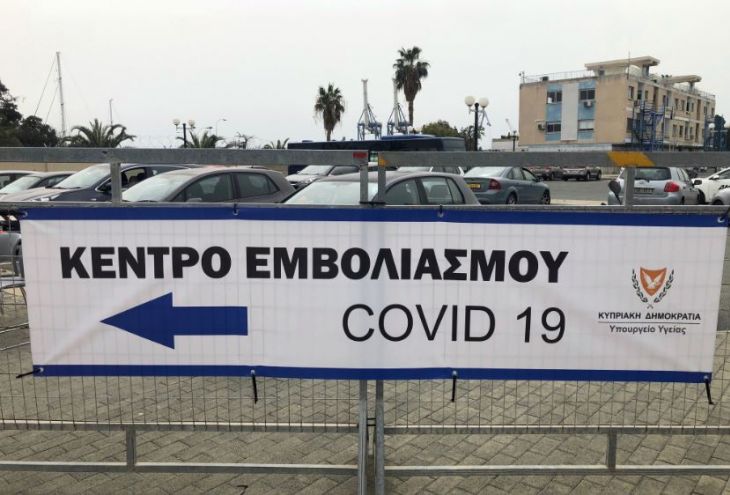 ΚΕΝΤΡΟ ΕΜΒΟΛΙΑΣΜΟΥ
COVID 19
ΚΥΠΡΙΑΚΗ ΔΗΜΟΚΡΑΤΙΑ
Υπουργείο Υγείας